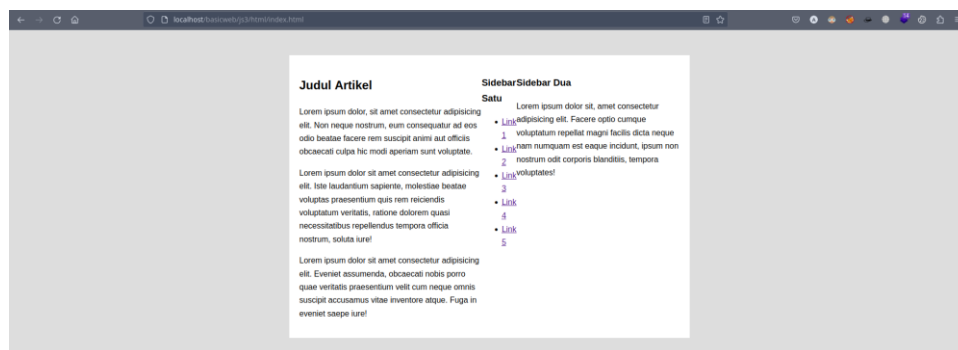 localhost/basicweb/js3/html/index.html
14
Judul Artikel
Lorem ipsum dolor, sit amet consectetur adipisicing
elit. Non neque nostrum, eum consequatur ad eos
odio beatae facere rem suscipit animi aut officiis
obcaecati culpa hic modi aperiam sunt voluptate.
Lorem ipsum dolor sit amet consectetur adipisicing
elit. Iste laudantium sapiente, molestiae beatae
voluptas praesentium quis rem reiciendis
voluptatum veritatis, ratione dolorem quasi
necessitatibus repellendus tempora officia
nostrum, soluta iure!
Lorem ipsum dolor sit amet consectetur adipisicing
elit. Eveniet assumenda, obcaecati nobis porro
quae veritatis praesentium velit cum neque omnis
suscipit accusamus vitae inventore atque. Fuga in
eveniet saepe iure!
Sidebar
Satu
Link
1
Link
2
Link
3
Link
4
Link
5
Sidebar Dua
Lorem ipsum dolor sit, amet consectetur
adipisicing elit. Facere optio cumque
voluptatum repellat magni facilis dicta neque
nam numquam est eaque incidunt, ipsum non
nostrum odit corporis blanditiis, tempora
voluptates!